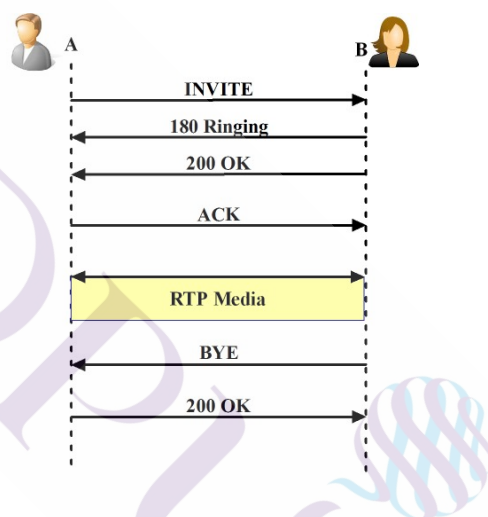 A
B
INVITE
180 Ringing
200 OK
ACK
RTP Media
BYE
200 OK